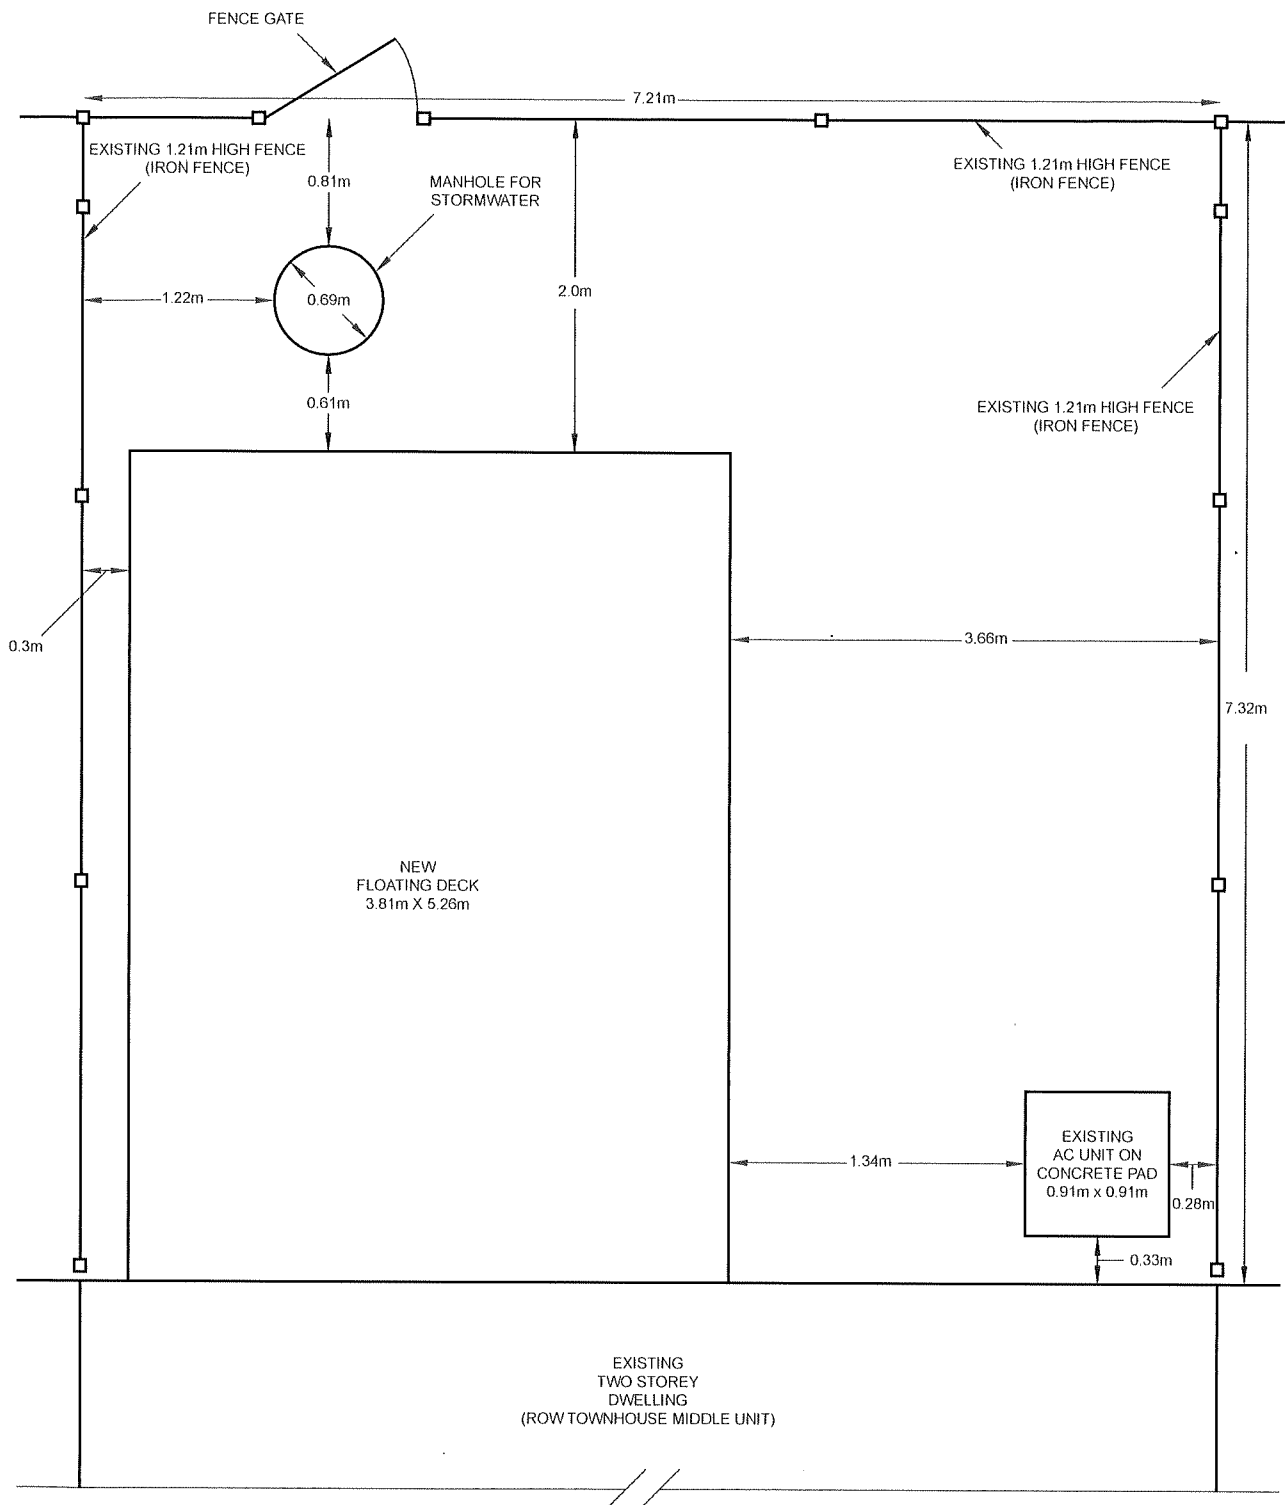 FENCE GATE
7.21m
EXISTING 1.21m HIGH FENCE
(IRON FENCE)
0.81m
MANHOLE FOR
STORMWATER
EXISTING 1.21m HIGH FENCE
(IRON FENCE)
1.22m
0.69m
2.0m
0.61m
EXISTING 1.21m HIGH FENCE
(IRON FENCE)
0.3m
3.66m
7.32m
NEW
FLOATING DECK
3.81m X 5.26m
1.34m
EXISTING
AC UNIT ON
CONCRETE PAD
0.91m x 0.91m
0.28m
0.33m
EXISTING
TWO STOREY
DWELLING
(ROW TOWNHOUSE MIDDLE UNIT)